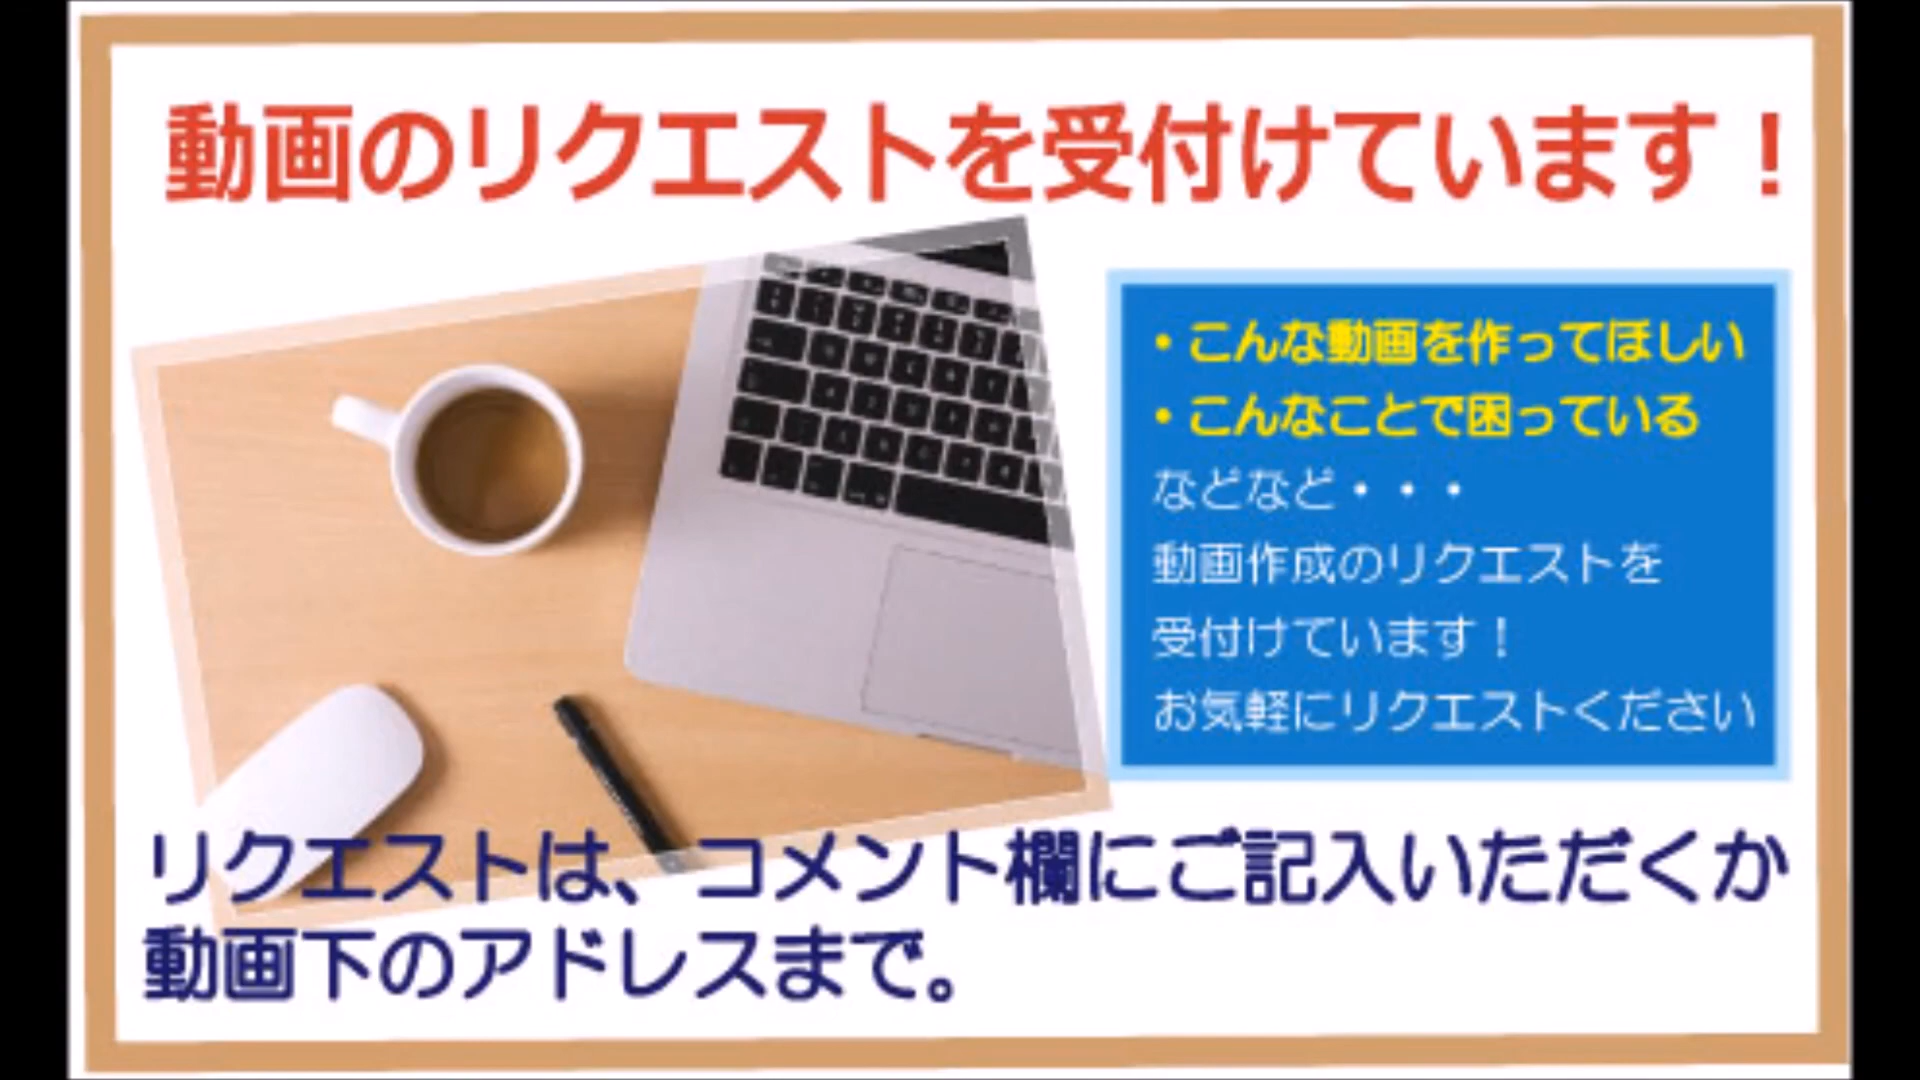 動画のリクエストを受付けています！
・こんな動画を作ってほしい
・こんなことで困っている
などなど・・・
動画作成のリクエストを
受付けています！
お気軽にリクエストください
リクエストは、コメント欄にご記入いただくか
動画下のアドレスまで。